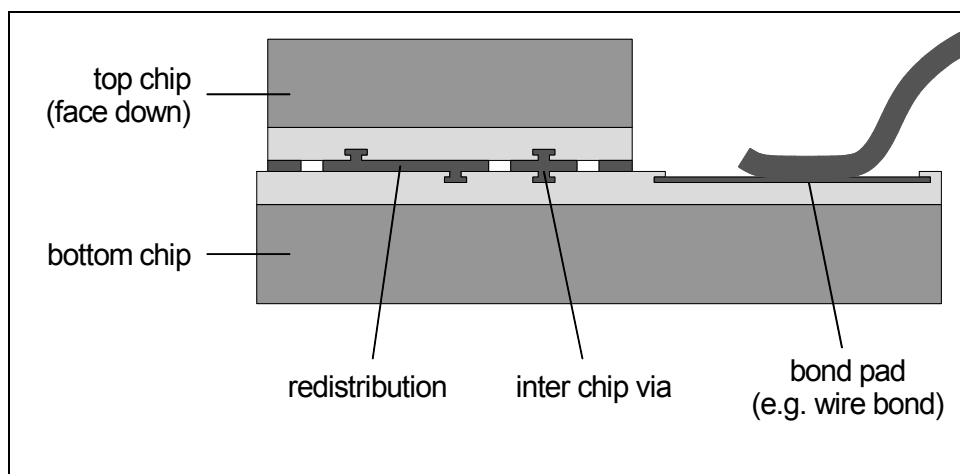 top chip
(face down)
bottom chip
redistribution
inter chip via
bond pad
(e.g. wire bond)